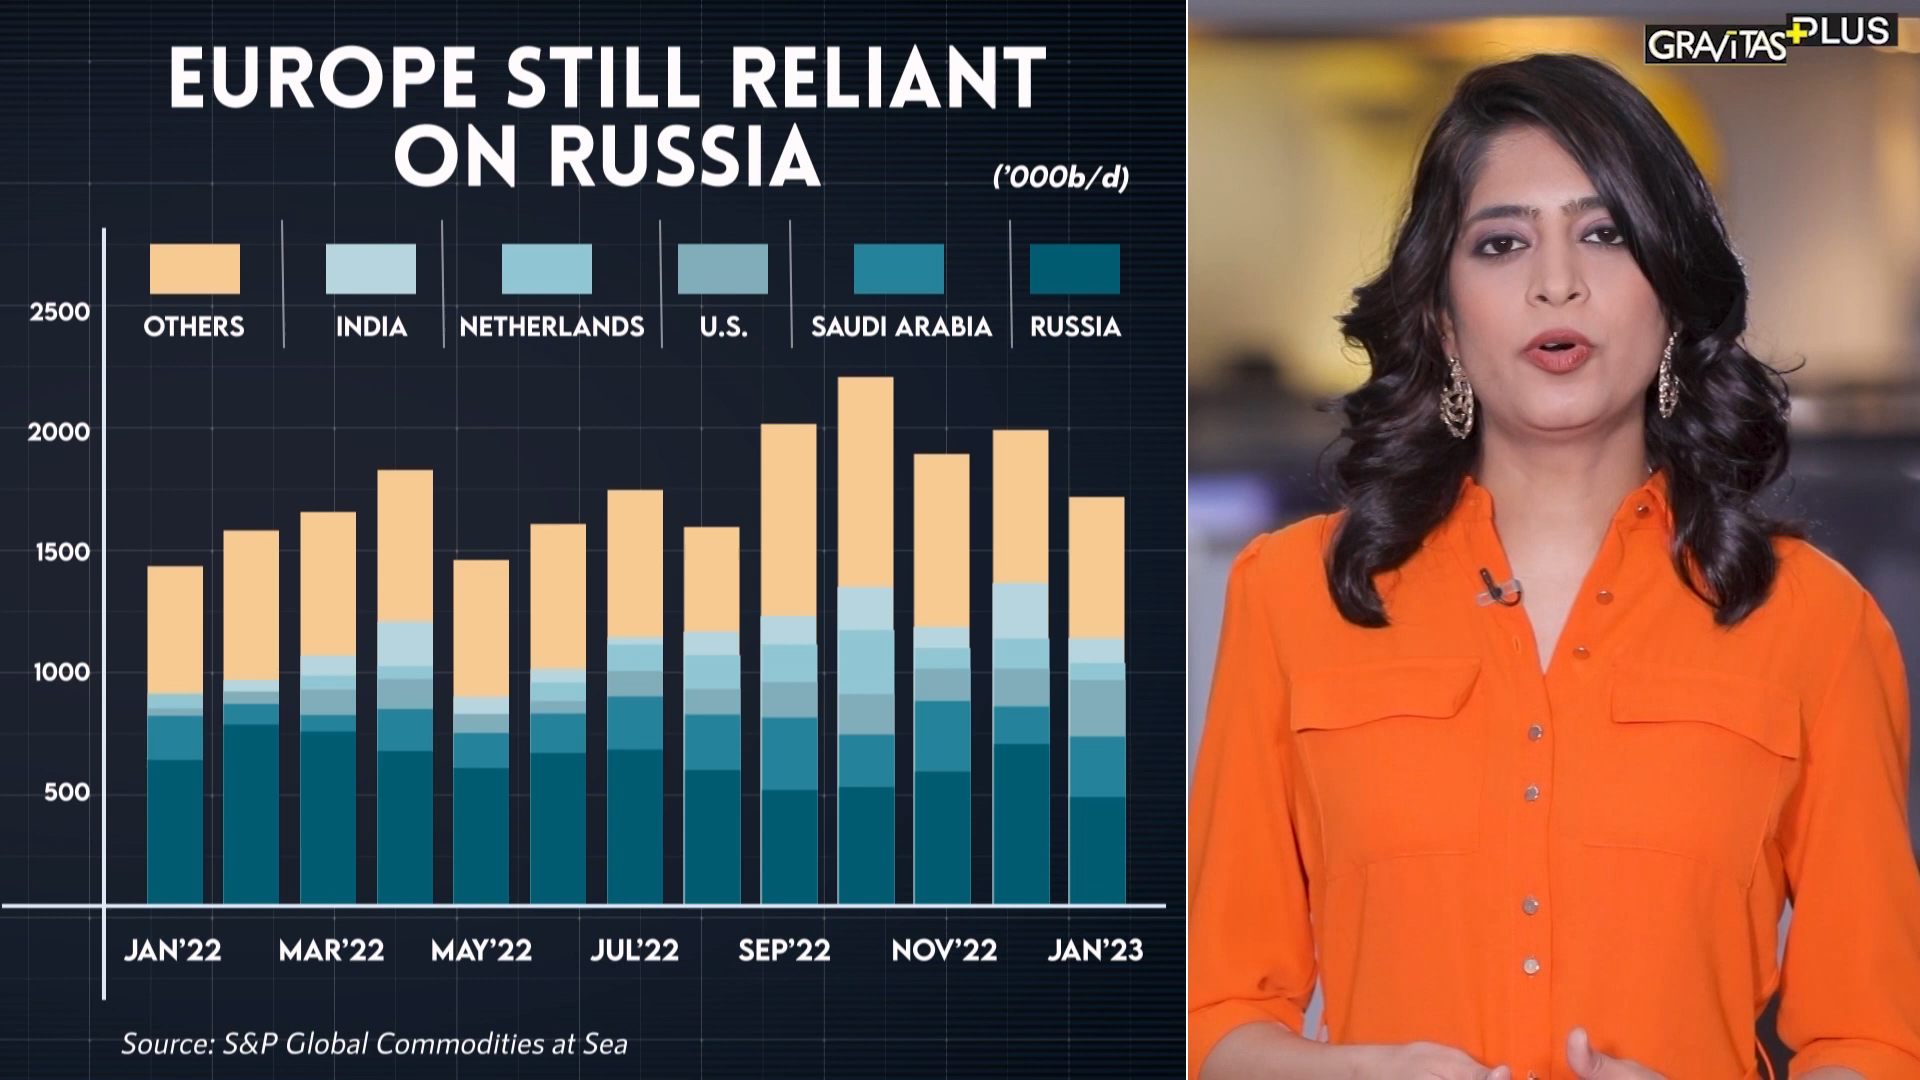 EUROPE STILL RELIANT
ON RUSSIA
('000b/d)
OTHERS
INDIA
NETHERLANDS
U.S.
SAUDI ARABIA
RUSSIA
2500
2000
1500
1000
500
JAN'22
MAR'22
MAY'22
JUL'22
SEP'22
NOV'22
JAN'23
Source: S&P Global Commodities at Sea
GRAVITAS
+PLUS